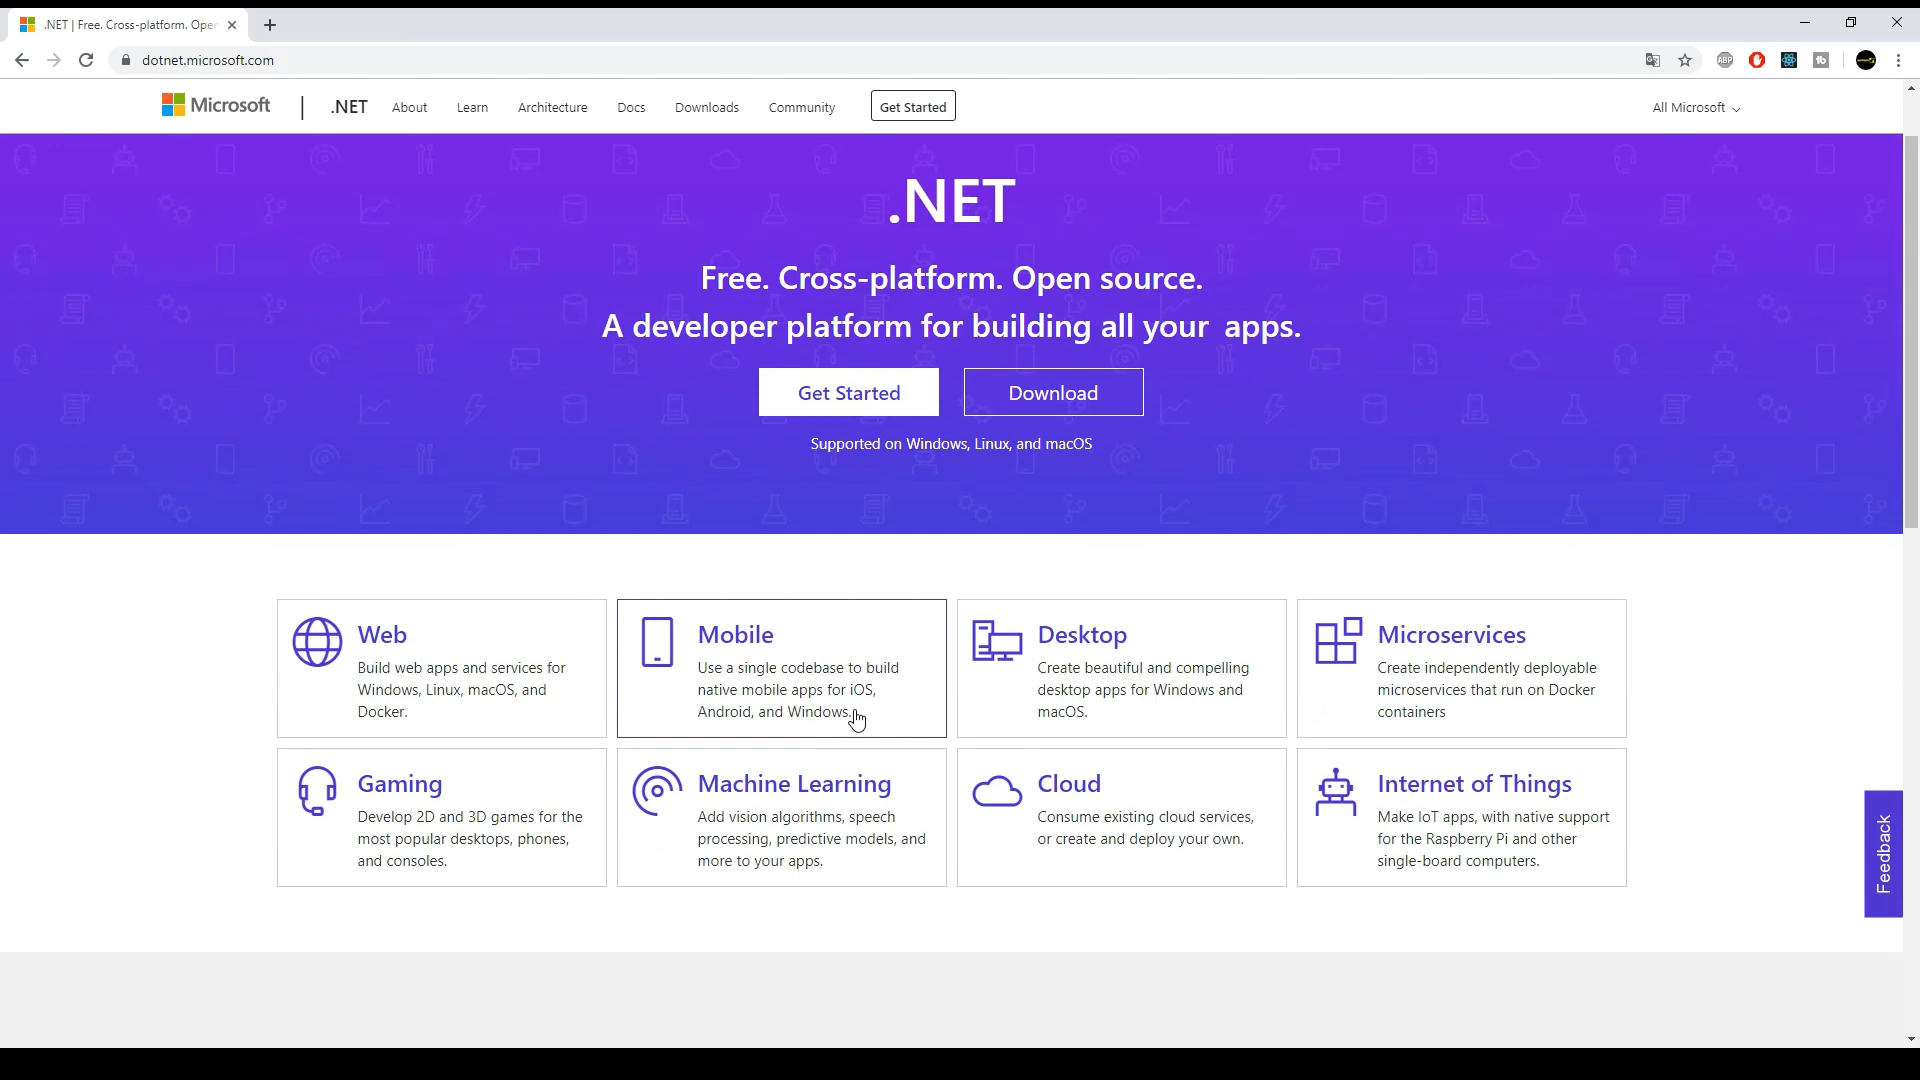 .NET | Free. Cross-platform. Open
dotnet.microsoft.com
ABP
tb
Microsoft | .NET About Learn Architecture Docs Downloads Community Get Started All Microsoft
.NET
Free. Cross-platform. Open source.
A developer platform for building all your apps.
Get Started Download
Supported on Windows, Linux, and macOS
Web
Build web apps and services for
Windows, Linux, macOS, and
Docker.
Mobile
Use a single codebase to build
native mobile apps for iOS,
Android, and Windows.
Desktop
Create beautiful and compelling
desktop apps for Windows and
macOS.
Microservices
Create independently deployable
microservices that run on Docker
containers
Gaming
Develop 2D and 3D games for the
most popular desktops, phones,
and consoles.
Machine Learning
Add vision algorithms, speech
processing, predictive models, and
more to your apps.
Cloud
Consume existing cloud services,
or create and deploy your own.
Internet of Things
Make IoT apps, with native support
for the Raspberry Pi and other
single-board computers.
Feedback